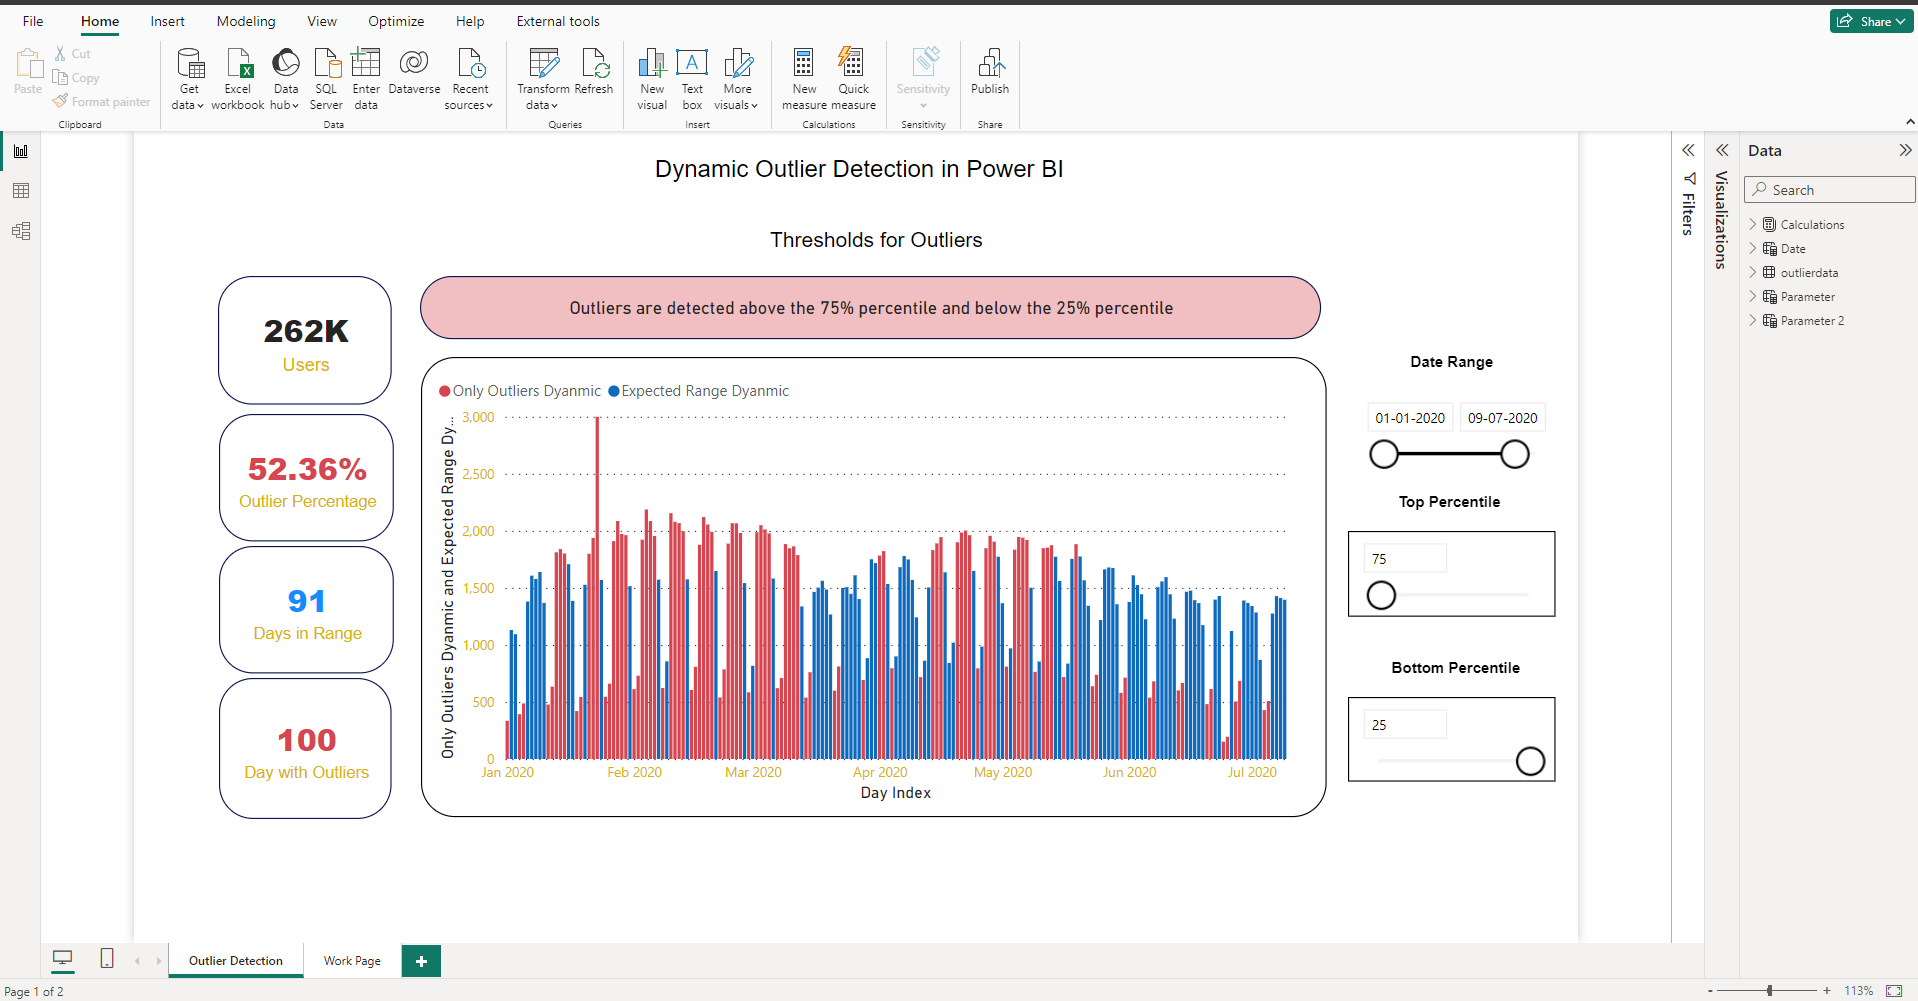 File Home Insert Modeling View Optimize Help External tools Share
Paste
Cut
Copy
Format painter
Clipboard
Get data
Excel workbook
Data hub
SQL Server
Enter data
Dataverse
Recent sources
Data
Transform data
Refresh
Queries
New visual
Text box
More visuals
Insert
New measure
Quick measure
Calculations
Sensitivity
Sensitivity
Publish
Share
Dynamic Outlier Detection in Power BI
Thresholds for Outliers
262K
Users
52.36%
Outlier Percentage
91
Days in Range
100
Day with Outliers
Outliers are detected above the 75% percentile and below the 25% percentile
Only Outliers Dyanmic Expected Range Dyanmic
Only Outliers Dyanmic and Expected Range Dy...
3,000
2,500
2,000
1,500
1,000
500
0
Jan 2020 Feb 2020 Mar 2020 Apr 2020 May 2020 Jun 2020 Jul 2020
Day Index
Date Range
01-01-2020 09-07-2020
Top Percentile
75
Bottom Percentile
25
Filters
Visualizations
Data
Search
Calculations
Date
outlierdata
Parameter
Parameter 2
Outlier Detection Work Page +
Page 1 of 2
- + 113%